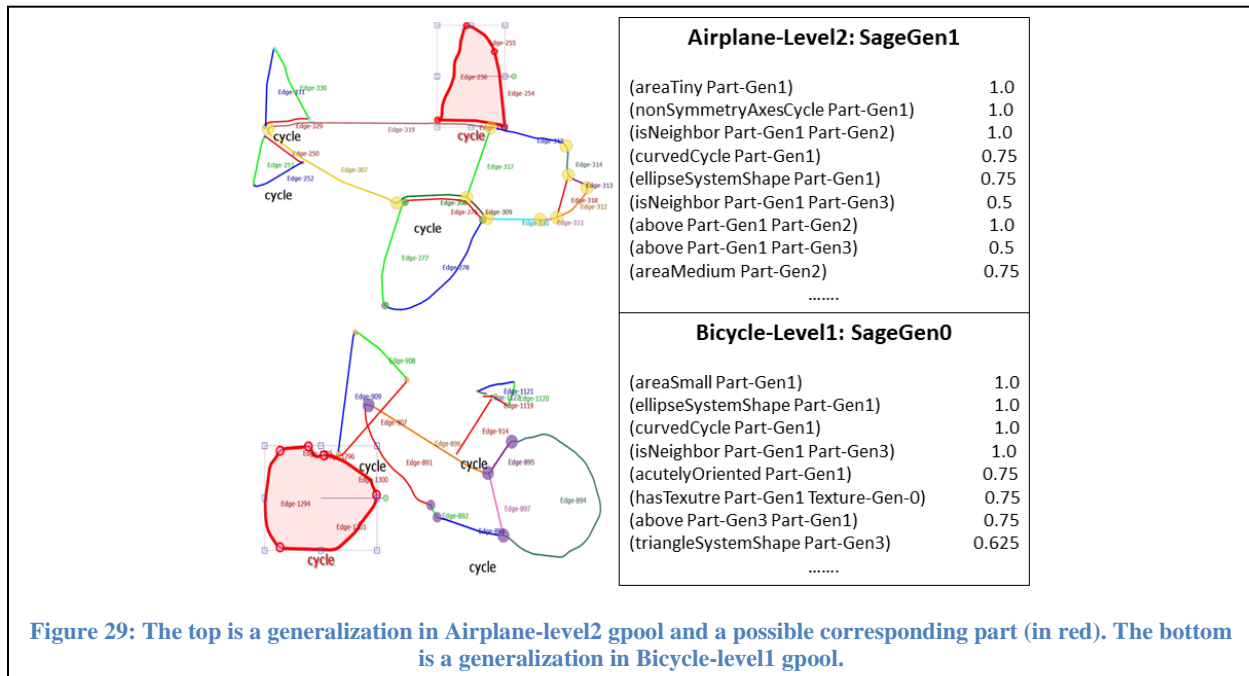 Edge-255
Edge-256
Edge-254
Edge-330
Edge-331
Edge-329
cycle
Edge-319
cycle
Edge-250
Edge-251
Edge-252
cycle
Edge-307
Edge-317
Edge-314
Edge-313
Edge-318
Edge-312
Edge-311
Edge-309
cycle
Edge-277
Edge-278
Airplane-Level2: SageGen1
(areaTiny Part-Gen1) 1.0
(nonSymmetryAxesCycle Part-Gen1) 1.0
(isNeighbor Part-Gen1 Part-Gen2) 1.0
(curvedCycle Part-Gen1) 0.75
(ellipseSystemShape Part-Gen1) 0.75
(isNeighbor Part-Gen1 Part-Gen3) 0.5
(above Part-Gen1 Part-Gen2) 1.0
(above Part-Gen1 Part-Gen3) 0.5
(areaMedium Part-Gen2) 0.75
.......
Edge-908
Edge-909
Edge-907
Edge-896
Edge-891
cycle
Edge-1300
Edge-1294
cycle
Edge-1121
Edge-1120
Edge-1119
Edge-914
cycle
Edge-895
Edge-894
Edge-897
Edge-892
cycle
Bicycle-Level1: SageGen0
(areaSmall Part-Gen1) 1.0
(ellipseSystemShape Part-Gen1) 1.0
(curvedCycle Part-Gen1) 1.0
(isNeighbor Part-Gen1 Part-Gen3) 1.0
(acutelyOriented Part-Gen1) 0.75
(hasTexutre Part-Gen1 Texture-Gen-0) 0.75
(above Part-Gen3 Part-Gen1) 0.75
(triangleSystemShape Part-Gen3) 0.625
.......
Figure 29: The top is a generalization in Airplane-level2 gpool and a possible corresponding part (in red). The bottom
is a generalization in Bicycle-level1 gpool.